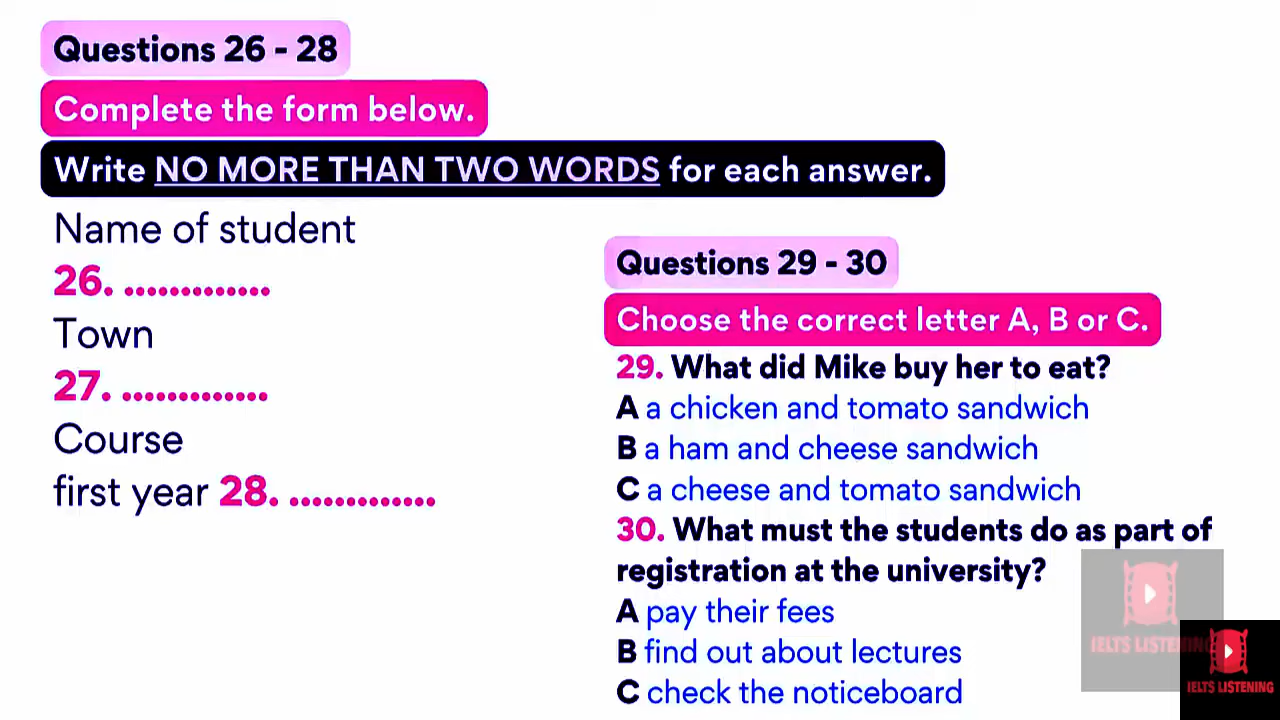 Questions 26 - 28
Complete the form below.
Write NO MORE THAN TWO WORDS for each answer.
Name of student
26. .............
Town
27. .............
Course
first year 28. .............
Questions 29 - 30
Choose the correct letter A, B or C.
29. What did Mike buy her to eat?
A a chicken and tomato sandwich
B a ham and cheese sandwich
C a cheese and tomato sandwich
30. What must the students do as part of
registration at the university?
A pay their fees
B find out about lectures
C check the noticeboard
IELTS LISTENING
IELTS LISTENING